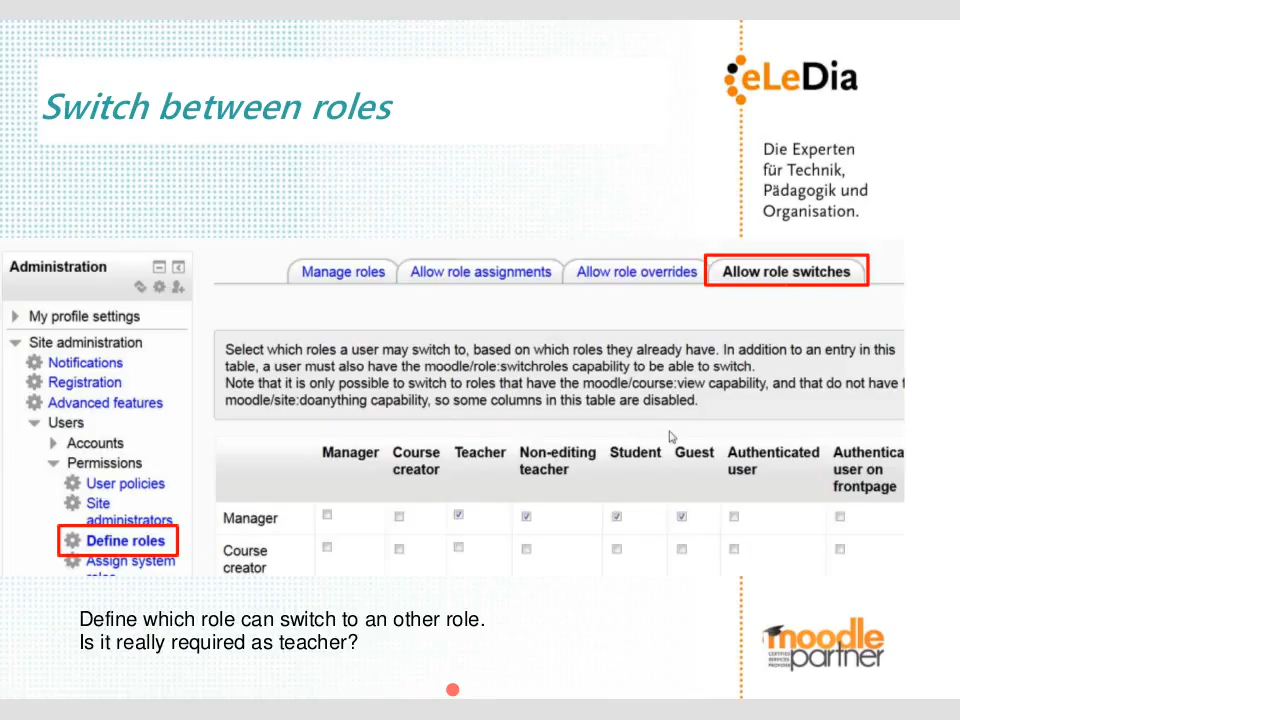 Switch between roles
eLeDia
Die Experten
für Technik,
Pädagogik und
Organisation.
Administration
My profile settings
Site administration
Notifications
Registration
Advanced features
Users
Accounts
Permissions
User policies
Site
administrators
Define roles
Assign system
Manage roles
Allow role assignments
Allow role overrides
Allow role switches
Select which roles a user may switch to, based on which roles they already have. In addition to an entry in this
table, a user must also have the moodle/role:switchroles capability to be able to switch.
Note that it is only possible to switch to roles that have the moodle/course:view capability, and that do not have
moodle/site:doanything capability, so some columns in this table are disabled.
Manager
Course
creator
Teacher
Non-editing
teacher
Student
Guest
Authenticated
user
Authentica
user on
frontpage
Manager
Course
creator
Define which role can switch to an other role.
Is it really required as teacher?
moodle
CERTIFIED
SERVICES
PROVIDER
partner